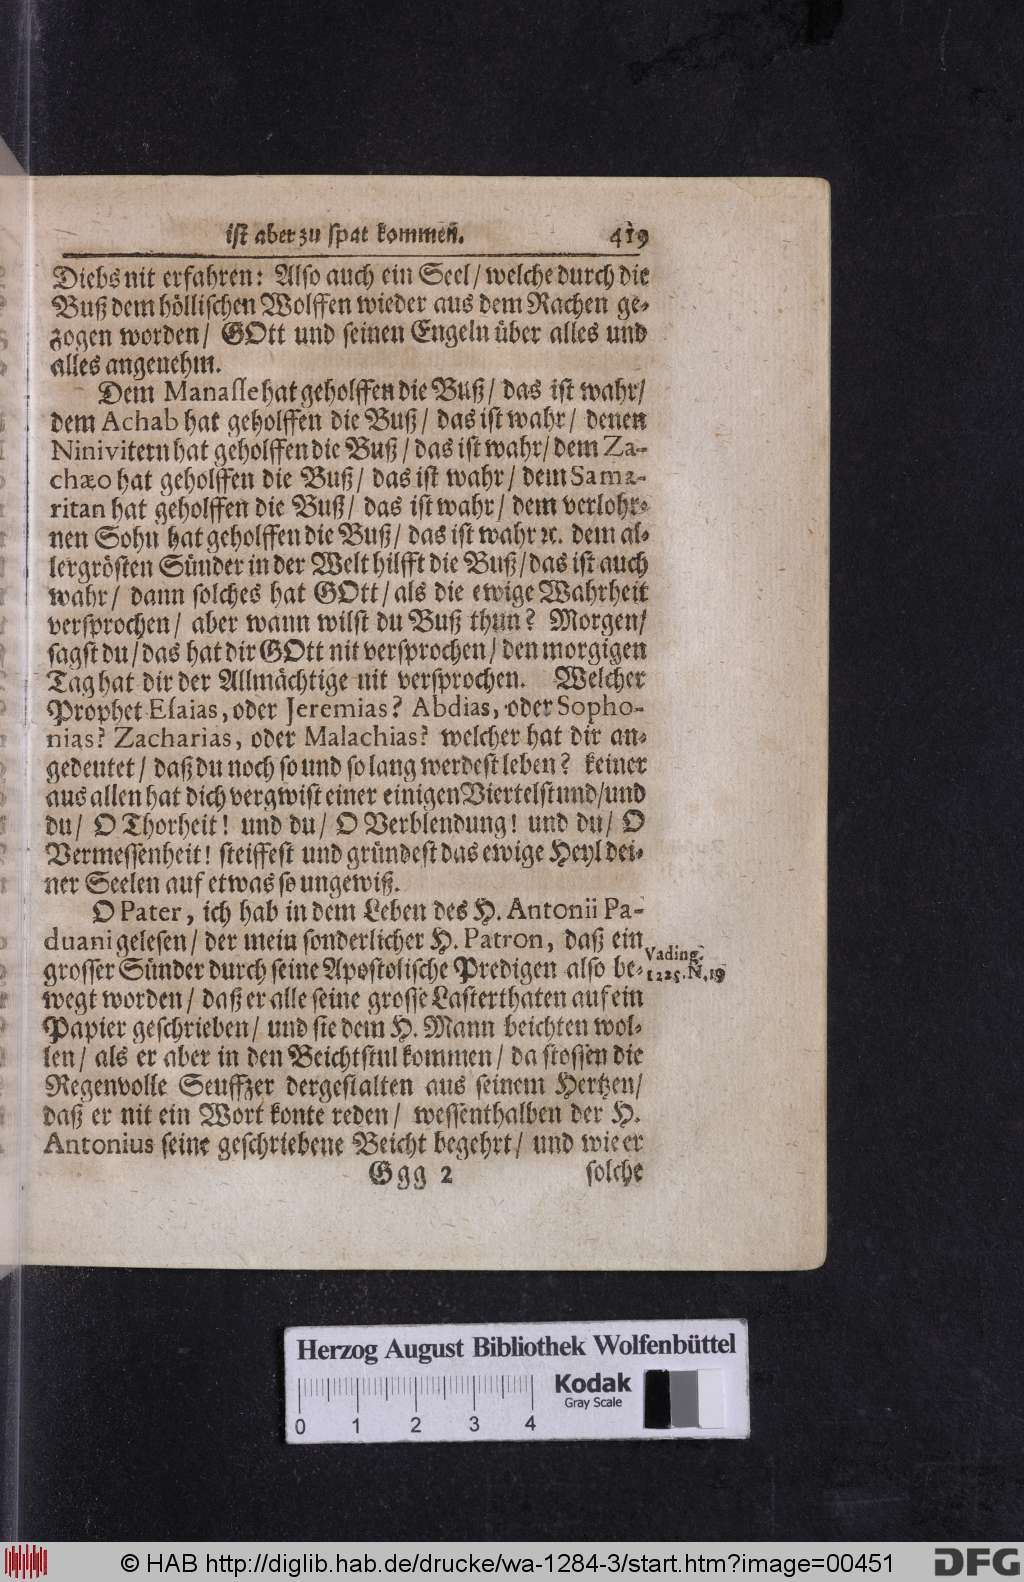 ist aber zu spat kommen. 419
Diebs nit erfahren: Also auch ein Seel/ welche durch die
Buß dem höllischen Wolffen wieder aus dem Rachen ge-
zogen worden/ GOtt und seinen Engeln über alles und
alles angenehm.
Dem Manasse hat geholffen die Buß/ das ist wahr/
dem Achab hat geholffen die Buß/ das ist wahr/ denen
Ninivitern hat geholffen die Buß/ das ist wahr/ dem Za-
chæo hat geholffen die Buß/ das ist wahr/ dem Sama-
ritan hat geholffen die Buß/ das ist wahr/ dem verlohr-
nen Sohn hat geholffen die Buß/ das ist wahr ꝛc. dem al-
lergrösten Sünder in der Welt hilfft die Buß/ das ist auch
wahr/ dann solches hat GOtt/ als die ewige Wahrheit
versprochen/ aber wann wilst du Buß thun? Morgen/
sagst du/ das hat dir GOtt nit versprochen/ den morgigen
Tag hat dir der Allmächtige nit versprochen. Welcher
Prophet Esaias, oder Jeremias? Abdias, oder Sopho-
nias? Zacharias, oder Malachias? welcher hat dir an-
gedeutet/ daß du noch so und so lang werdest leben? keiner
aus allen hat dich vergwist einer einigen Viertelstund/ und
du/ O Thorheit! und du/ O Verblendung! und du/ O
Vermessenheit! steiffest und gründest das ewige Heyl dei-
ner Seelen auf etwas so ungewiß.
O Pater, ich hab in dem Leben des H. Antonii Pa-
duani gelesen/ der mein sonderlicher H. Patron, daß ein
grosser Sünder durch seine Apostolische Predigen also be-
Vading.
1225. N. 19
wegt worden/ daß er alle seine grosse Lasterthaten auf ein
Papier geschrieben/ und sie dem H. Mann beichten wol-
len/ als er aber in den Beichtstul kommen/ da stossen die
Regenvolle Seuffzer dergestalten aus seinem Hertzen/
daß er nit ein Wort konte reden/ wessenthalben der H.
Antonius seine geschriebene Beicht begehrt/ und wie er
Ggg 2 solche
Herzog August Bibliothek Wolfenbüttel
Kodak
Gray Scale
0 1 2 3 4
© HAB http://diglib.hab.de/drucke/wa-1284-3/start.htm?image=00451
DFG